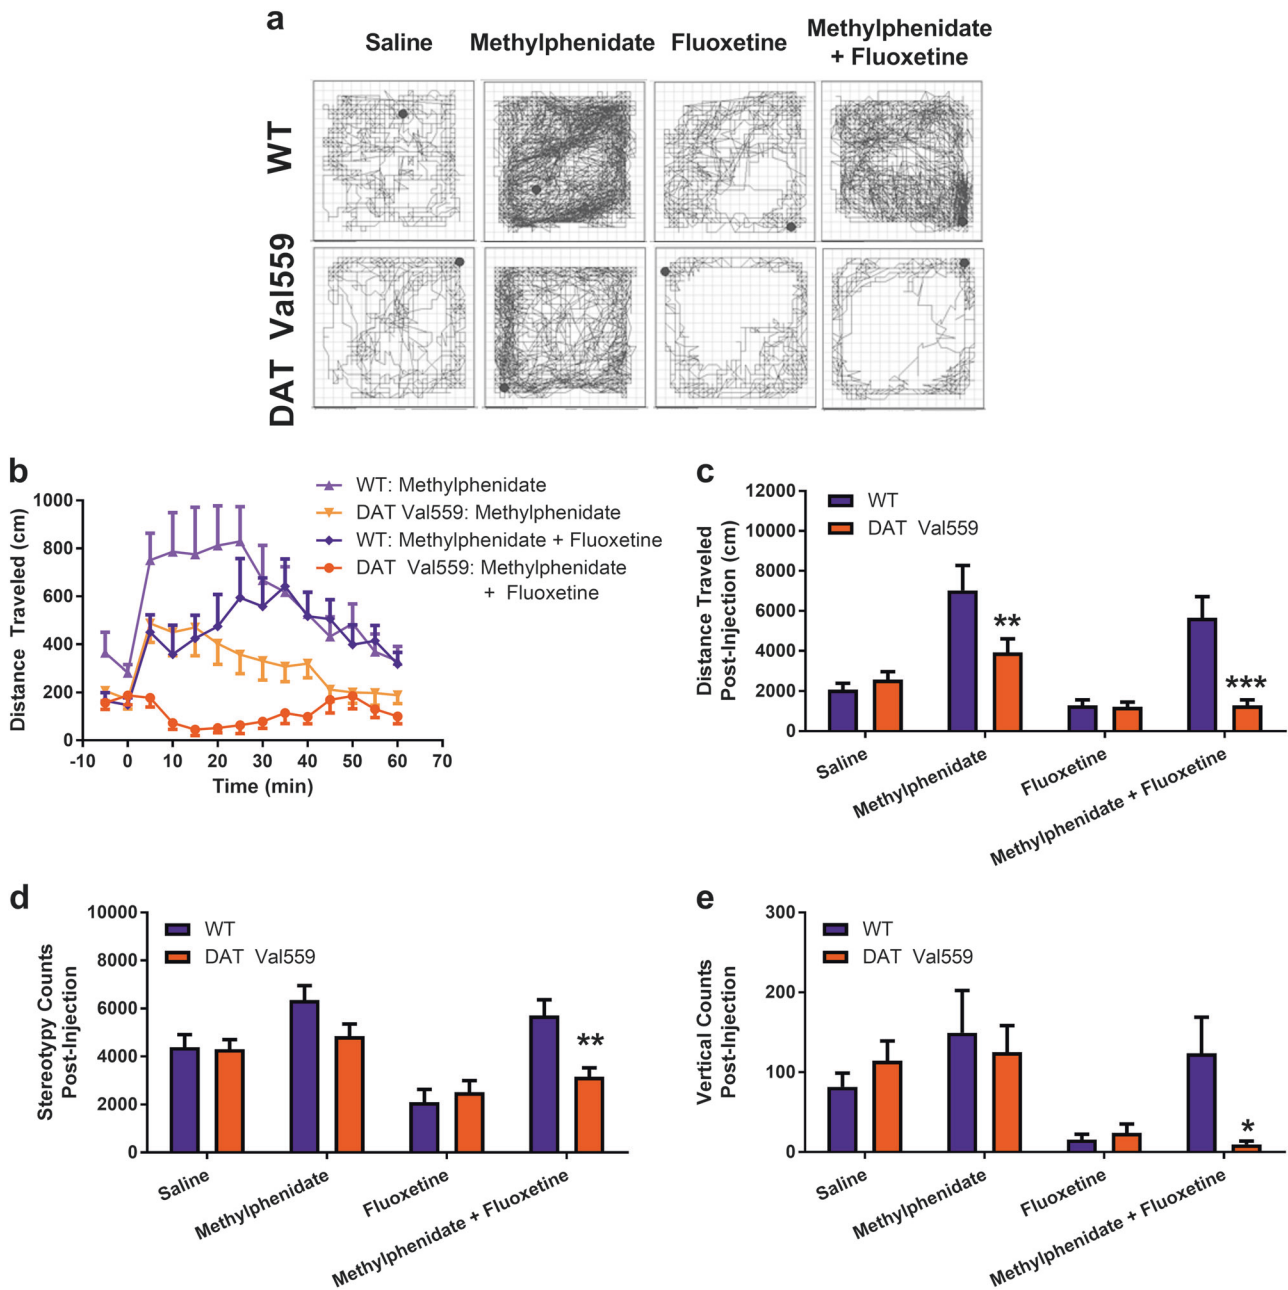 a
Saline
Methylphenidate
Fluoxetine
Methylphenidate
+ Fluoxetine
WT
DAT Val559
b
Distance Traveled (cm)
1000
800
600
400
200
0
-10
0
10
20
30
40
50
60
70
Time (min)
WT: Methylphenidate
DAT Val559: Methylphenidate
WT: Methylphenidate + Fluoxetine
DAT Val559: Methylphenidate
+ Fluoxetine
c
Distance Traveled
Post-Injection (cm)
12000
10000
8000
6000
4000
2000
0
WT
DAT Val559
**
***
Saline
Methylphenidate
Fluoxetine
Methylphenidate + Fluoxetine
d
Stereotypy Counts
Post-Injection
10000
8000
6000
4000
2000
0
WT
DAT Val559
**
Saline
Methylphenidate
Fluoxetine
Methylphenidate + Fluoxetine
e
Vertical Counts
Post-Injection
300
200
100
0
WT
DAT Val559
*
Saline
Methylphenidate
Fluoxetine
Methylphenidate + Fluoxetine